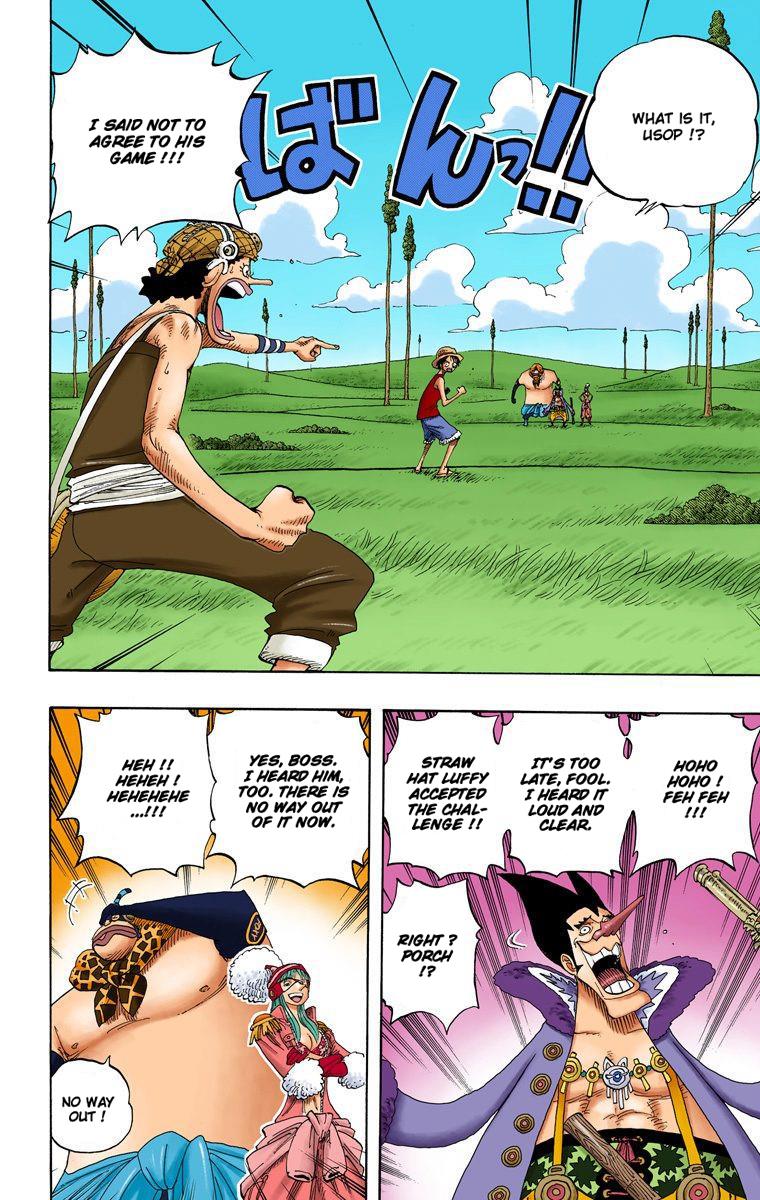 WHAT IS IT,
USOP !?
ばんっ!!
I SAID NOT TO
AGREE TO HIS
GAME !!!
HOHO
HOHO !
FEH FEH
!!!
IT'S TOO
LATE, FOOL.
I HEARD IT
LOUD AND
CLEAR.
STRAW
HAT LUFFY
ACCEPTED
THE CHAL-
LENGE !!
RIGHT ?
PORCH
!?
YES, BOSS.
I HEARD HIM,
TOO. THERE IS
NO WAY OUT
OF IT NOW.
HEH !!
HEHEH !
HEHEHEHE
...!!!
NO WAY
OUT !